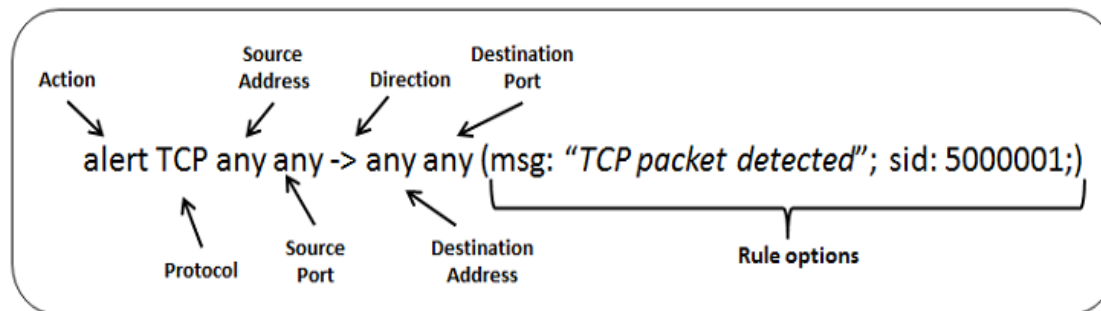 Source
Address
Destination
Port
Action
Direction
alert TCP any any -> any any (msg: “TCP packet detected”; sid: 5000001;)
Protocol
Source
Port
Destination
Address
Rule options